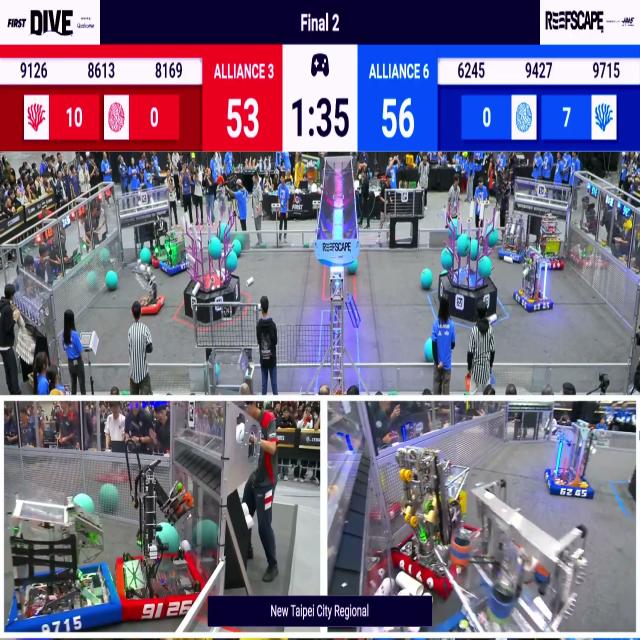 FIRST DIVE
Final 2
REEFSCAPE
9126 8613 8169
ALLIANCE 3
ALLIANCE 6
6245 9427 9715
10 0 53 1:35 56 0 7
REEFSCAPE
9715
9126
6245
New Taipei City Regional